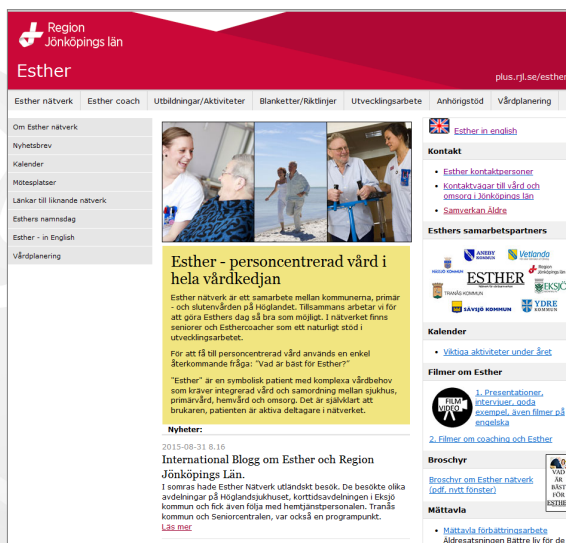 Region
Jönköpings län
Esther
plus.rjl.se/esther
Esther nätverk
Esther coach
Utbildningar/Aktiviteter
Blanketter/Riktlinjer
Utvecklingsarbete
Anhörigstöd
Vårdplanering
Om Esther nätverk
Nyhetsbrev
Kalender
Mötesplatser
Länkar till liknande nätverk
Esthers namnsdag
Esther - in English
Vårdplanering
Esther - personcentrerad vård i
hela vårdkedjan
Esther nätverk är ett samarbete mellan kommunerna, primär
- och slutenvården på Höglandet. Tillsammans arbetar vi för
att göra Esthers dag så bra som möjligt. I nätverket finns
seniorer och Esthercoacher som ett naturligt stöd i
utvecklingsarbetet.
För att få till personcentrerad vård används en enkel
återkommande fråga: "Vad är bäst för Esther?"
"Esther" är en symbolisk patient med komplexa vårdbehov
som kräver integrerad vård och samordning mellan sjukhus,
primärvård, hemvård och omsorg. Det är självklart att
brukaren, patienten är aktiva deltagare i nätverket.
Nyheter:
2015-08-31 8.16
International Blogg om Esther och Region
Jönköpings Län.
I somras hade Esther Nätverk utländskt besök. De besökte olika
avdelningar på Höglandsjukhuset, korttidsavdelningen i Eksjö
kommun och fick även följa med hemtjänstpersonalen. Tranås
kommun och Seniorcentralen, var också en programpunkt.
Läs mer
Esther in english
Kontakt
Esther kontaktpersoner
Kontaktvägar till vård och
omsorg i Jönköpings län
Samverkan Äldre
Esthers samarbetspartners
ANEBY
KOMMUN
Vetlanda
NÄSSJÖ KOMMUN
ESTHER
Region
Jönköpings län
TRANÅS KOMMUN
EKSJÖ
SÄVSJÖ KOMMUN
YDRE
KOMMUN
Kalender
Viktiga aktiviteter under året
Filmer om Esther
FILM
VIDEO
1. Presentationer,
intervjuer, goda
exempel, även filmer på
engelska
2. Filmer om coaching och Esther
Broschyr
Broschyr om Esther nätverk
(pdf, nytt fönster)
VAD
ÄR
BÄST
FÖR
ESTHER
Mättavla
Mättavla förbättringsarbete
Äldresatsningen Bättre liv för de